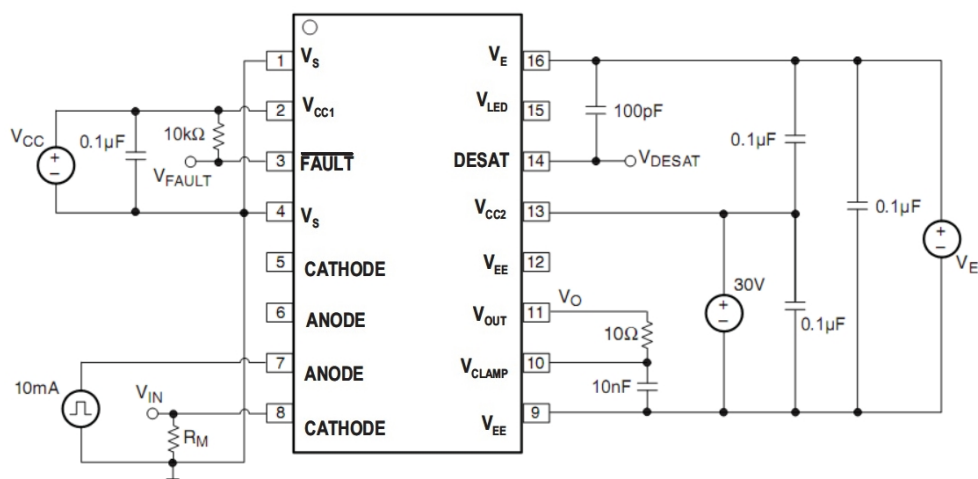 1 V_S V_E 16
2 V_CC1 V_LED 15
V_CC 0.1µF 10kΩ 100pF 0.1µF
V_FAULT 3 F̅A̅U̅L̅T̅ DESAT 14 V_DESAT
4 V_S V_CC2 13 0.1µF
5 CATHODE V_EE 12 V_E
6 ANODE V_OUT 11 V_O 30V
10Ω 0.1µF
7 ANODE V_CLAMP 10
10mA V_IN 10nF
8 CATHODE V_EE 9
R_M